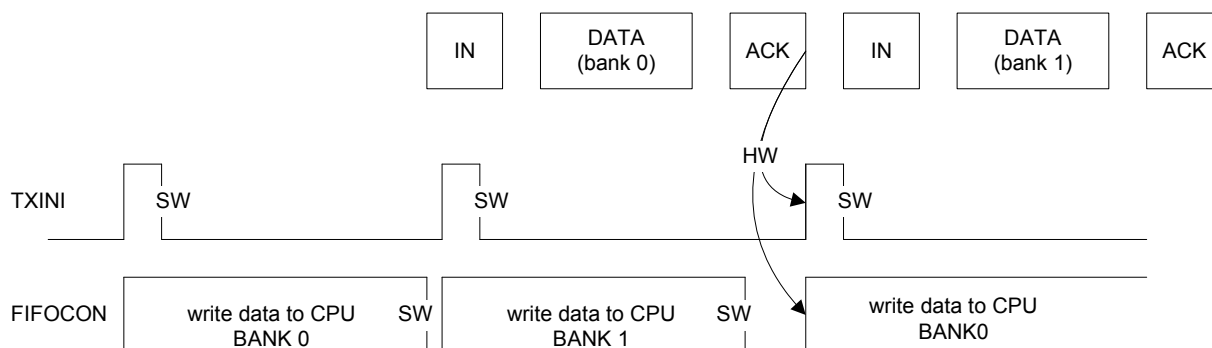 IN DATA ACK IN DATA ACK
(bank 0) (bank 1)
HW
TXINI SW SW SW
FIFOCON write data to CPU SW write data to CPU SW write data to CPU
BANK 0 BANK 1 BANK0